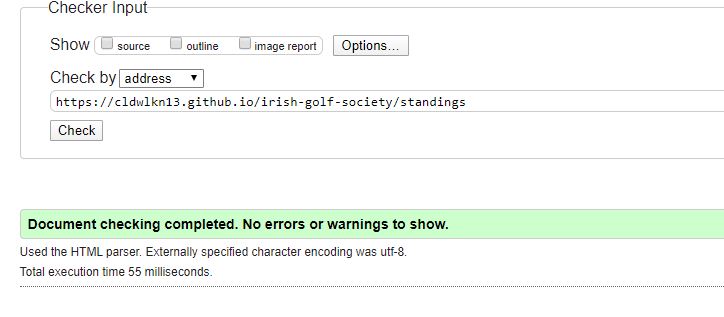 Checker Input
Show source outline image report Options...
Check by address
https://cldwlkn13.github.io/irish-golf-society/standings
Check
Document checking completed. No errors or warnings to show.
Used the HTML parser. Externally specified character encoding was utf-8.
Total execution time 55 milliseconds.